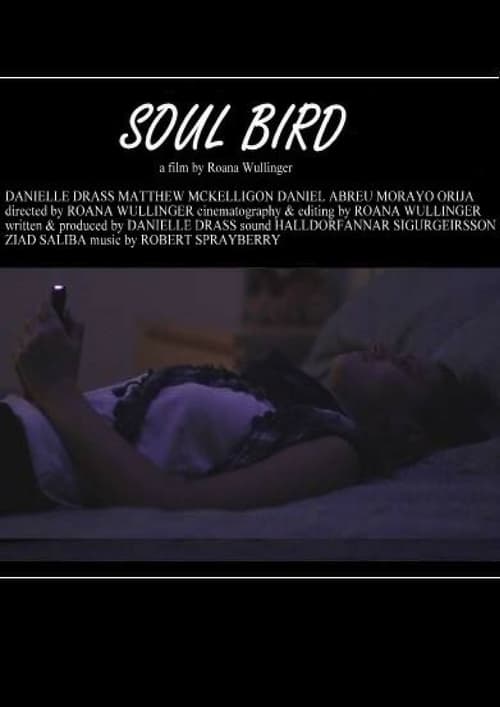 SOUL BIRD
a film by Roana Wullinger
DANIELLE DRASS MATTHEW MCKELLIGON DANIEL ABREU MORAYO ORIJA
directed by ROANA WULLINGER cinematography & editing by ROANA WULLINGER
written & produced by DANIELLE DRASS sound HALLDORFANNAR SIGURGEIRSSON
ZIAD SALIBA music by ROBERT SPRAYBERRY